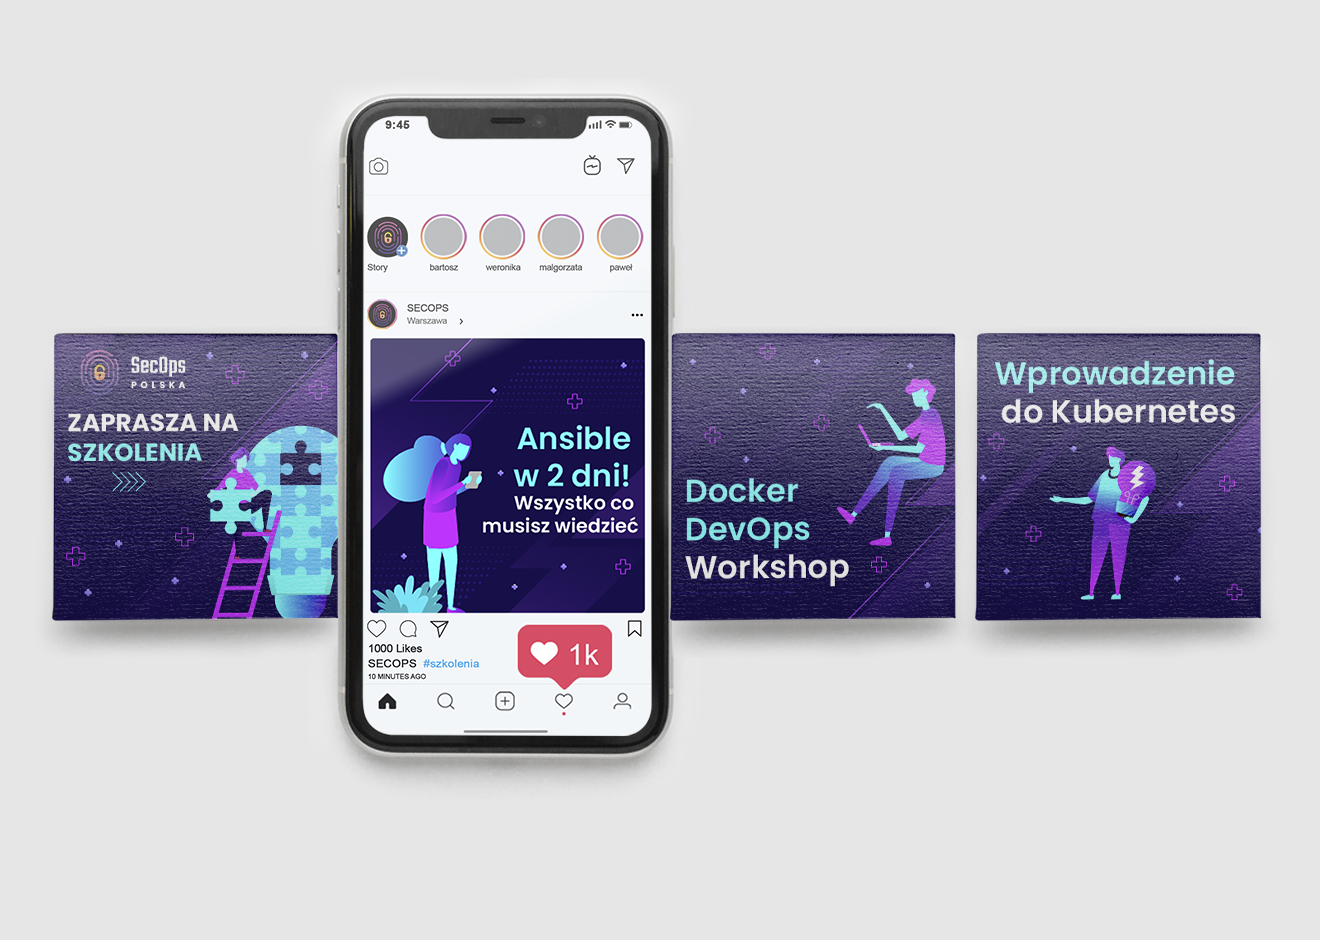 SecOps
POLSKA
ZAPRASZA NA
SZKOLENIA
9:45
Story
bartosz
weronika
malgorzata
paweł
SECOPS
Warszawa
Ansible
w 2 dni!
Wszystko co
musisz wiedzieć
1k
1000 Likes
SECOPS #szkolenia
10 MINUTES AGO
Docker
DevOps
Workshop
Wprowadzenie
do Kubernetes